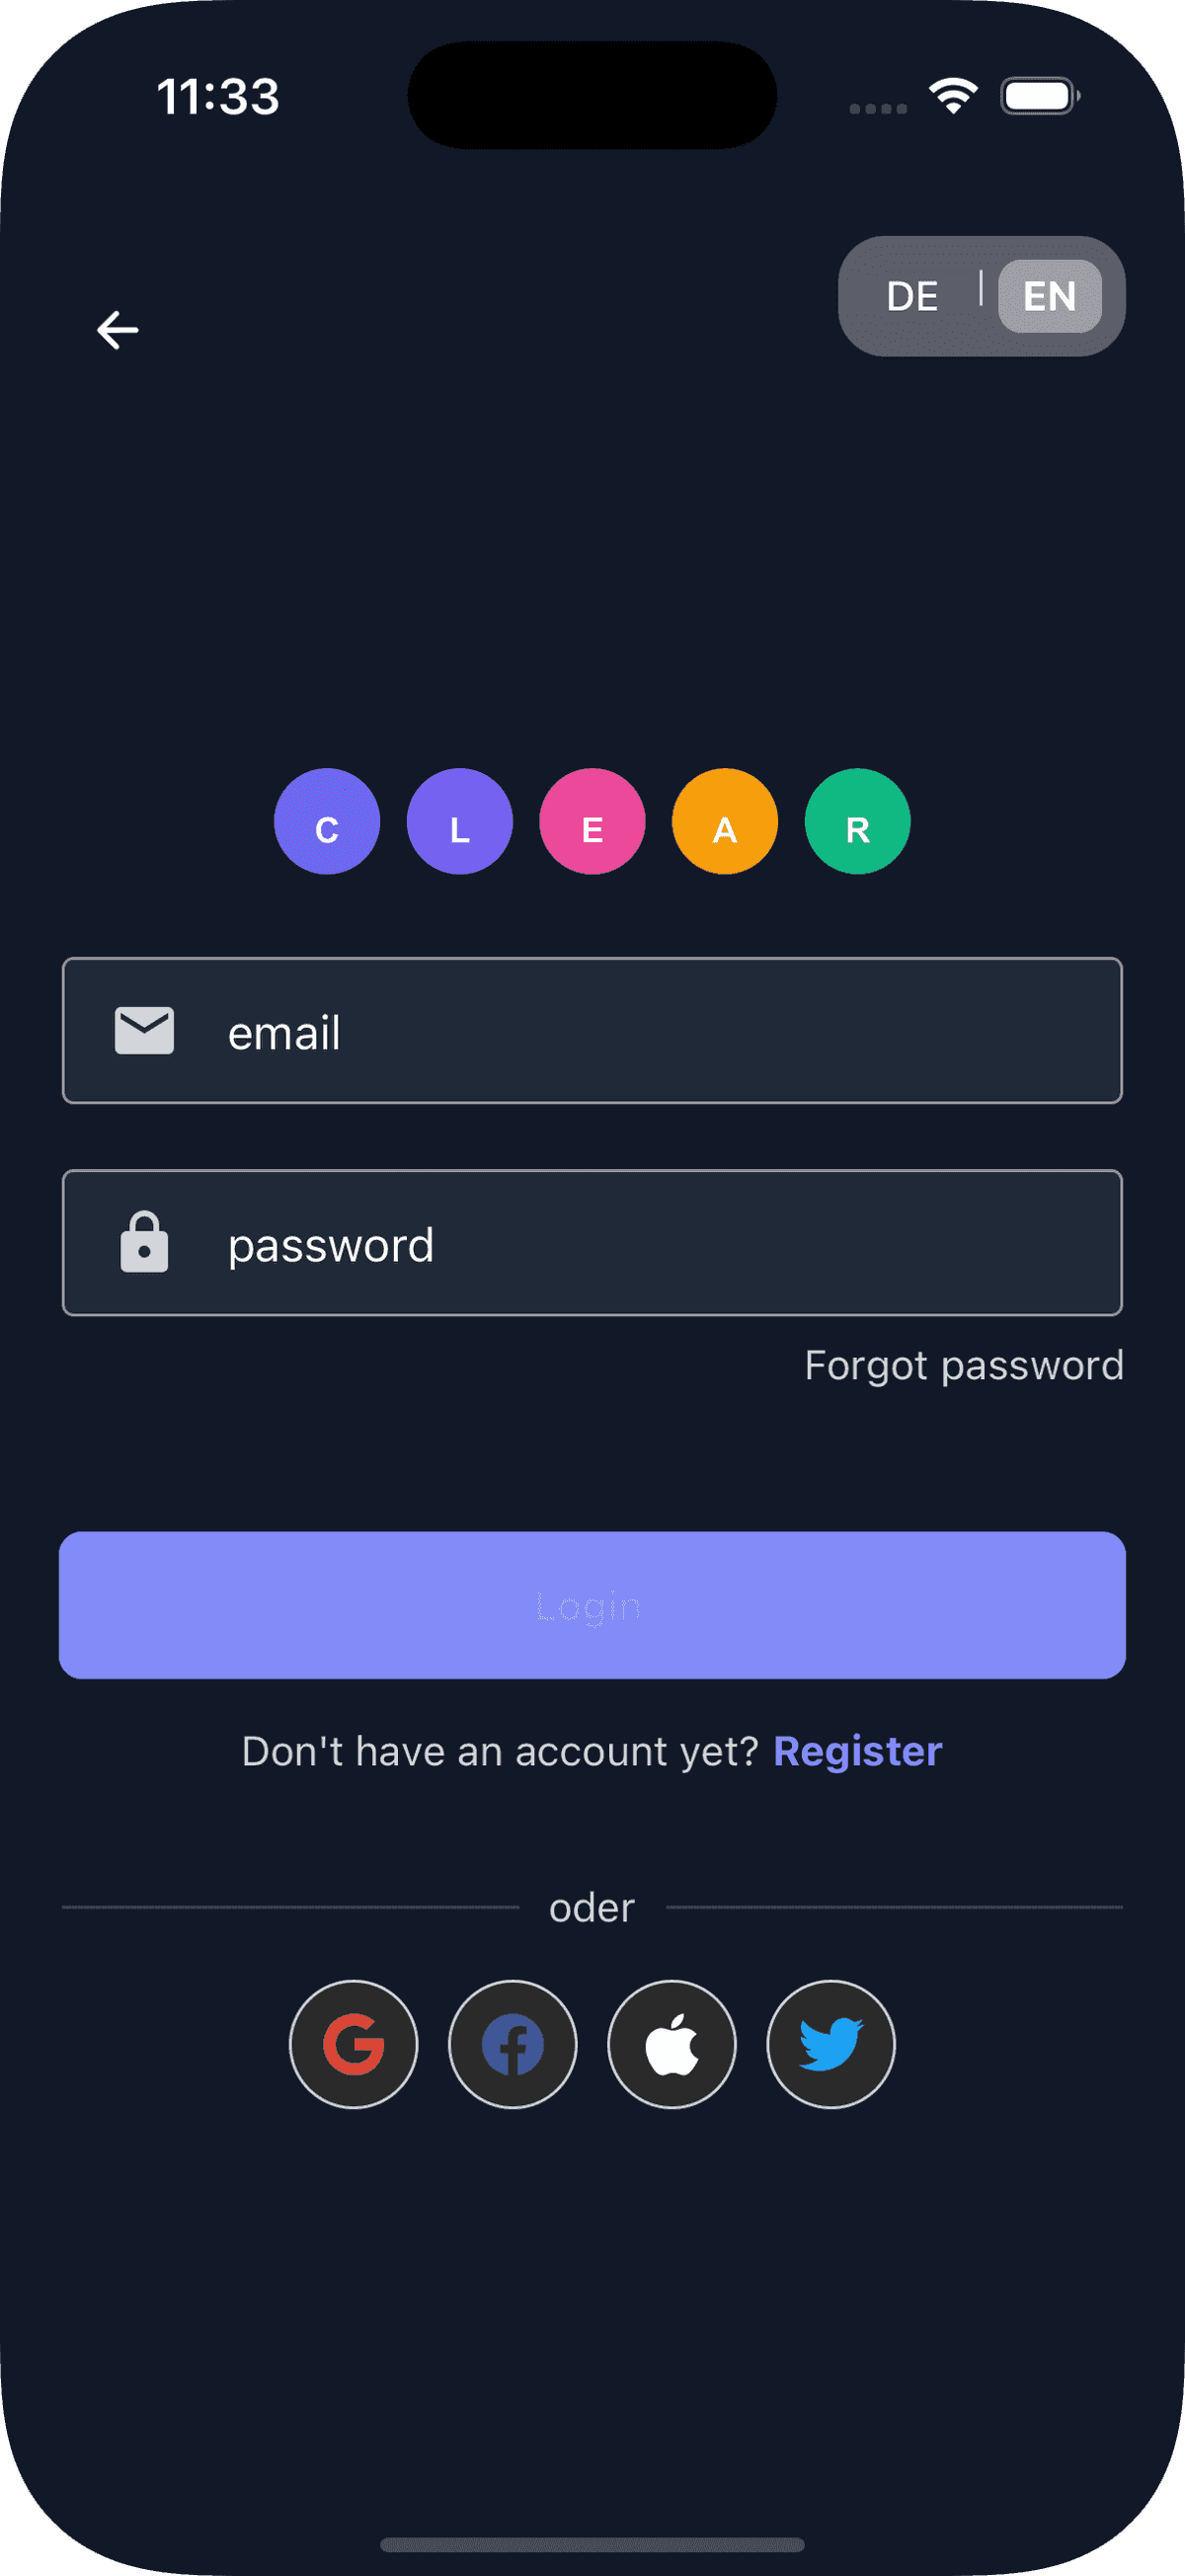 11:33
DE | EN
C L E A R
email
password
Forgot password
Login
Don't have an account yet? Register
oder